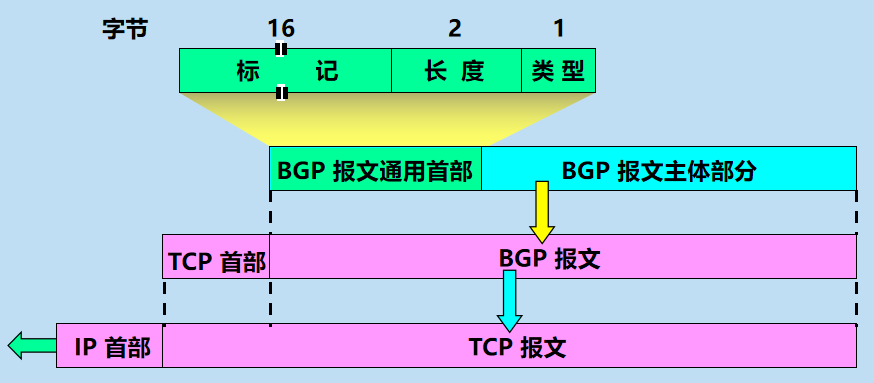 字节 16 2 1
标 记 长 度 类 型
BGP 报文通用首部 BGP 报文主体部分
TCP 首部 BGP 报文
IP 首部 TCP 报文